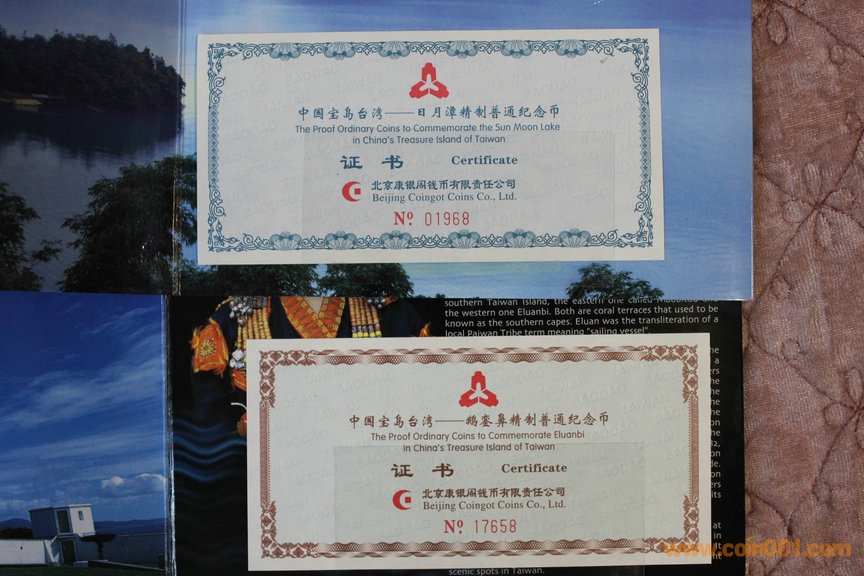 中国宝岛台湾——日月潭精制普通纪念币
The Proof Ordinary Coins to Commemorate the Sun Moon Lake
in China's Treasure Island of Taiwan
证 书 Certificate
北京康银阁钱币有限责任公司
Beijing Coingot Coins Co., Ltd.
Nº 01968
southern Taiwan Island, the eastern one called
the western one Eluanbi. Both are coral terraces that used to be
known as the southern capes. Eluan was the transliteration of a
local Paiwan Tribe term meaning "sailing vessel".
中国宝岛台湾——鹅銮鼻精制普通纪念币
The Proof Ordinary Coins to Commemorate Eluanbi
in China's Treasure Island of Taiwan
证 书 Certificate
北京康银阁钱币有限责任公司
Beijing Coingot Coins Co., Ltd.
Nº 17658
scenic spots in Taiwan.
www.coin001.com